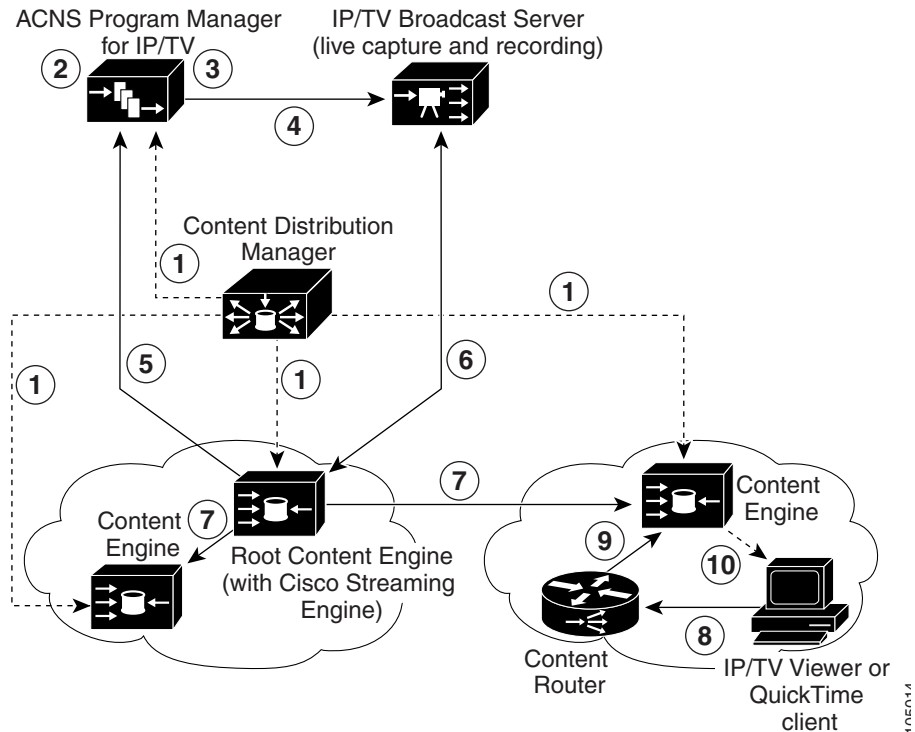 ACNS Program Manager
for IP/TV
IP/TV Broadcast Server
(live capture and recording)
2
3
4
Content Distribution
Manager
1
1
5
1
6
1
7
Content
Engine
7
Root Content Engine
(with Cisco Streaming
Engine)
Content
Engine
9
10
8
Content
Router
IP/TV Viewer or
QuickTime
client
105014